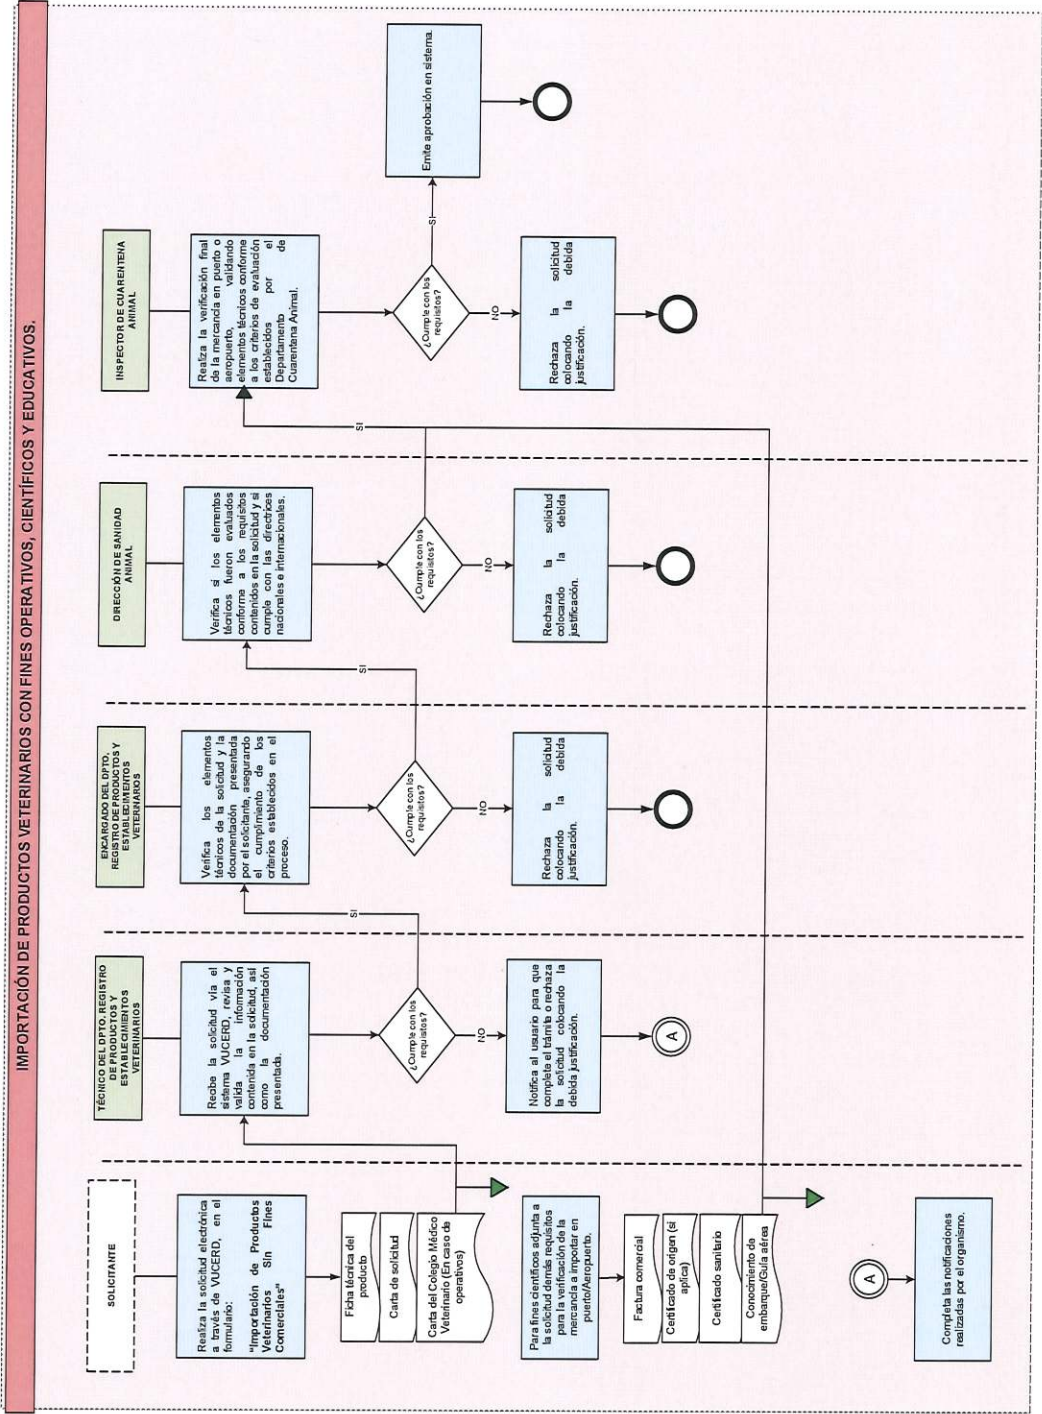 IMPORTACIÓN DE PRODUCTOS VETERINARIOS CON FINES OPERATIVOS, CIENTÍFICOS Y EDUCATIVOS.
SOLICITANTE
Realiza la solicitud electrónica
a través de VUCERD, en el
formulario:
"Importación de Productos
Veterinarios Sin Fines
Comerciales"
Ficha técnica del
producto
Carta de solicitud
Carta del Colegio Médico
Veterinario (En caso de
operativos)
Para fines científicos adjunta a
la solicitud demás requisitos
para la verificación de la
mercancía a importar en
puerto/Aeropuerto.
Factura comercial
Certificado de origen (si
aplica)
Certificado sanitario
Conocimiento de
embarque/Guía aérea
A
Completa las notificaciones
realizadas por el organismo.
TÉCNICO DEL DPTO. REGISTRO
DE PRODUCTOS Y
ESTABLECIMIENTOS
VETERINARIOS
Recibe la solicitud vía el
sistema VUCERD, revisa y
valida la información
contenida en la solicitud, así
como la documentación
presentada.
¿Cumple con los
requisitos?
SI
NO
Notifica al usuario para que
complete el trámite o rechaza
la solicitud colocando la
debida justificación.
A
ENCARGADO DEL DPTO.
REGISTRO DE PRODUCTOS Y
ESTABLECIMIENTOS
VETERINARIOS
Verifica los elementos
técnicos de la solicitud y la
documentación presentada
por el solicitante, asegurando
el cumplimiento de los
criterios establecidos en el
proceso.
¿Cumple con los
requisitos?
SI
NO
Rechaza la solicitud
colocando la debida
justificación.
DIRECCIÓN DE SANIDAD
ANIMAL
Verifica si los elementos
técnicos fueron evaluados
conforme a los requisitos
contenidos en la solicitud y si
cumple con las directrices
nacionales e internacionales.
¿Cumple con los
requisitos?
SI
NO
Rechaza la solicitud
colocando la debida
justificación.
INSPECTOR DE CUARENTENA
ANIMAL
Realiza la verificación final
de la mercancía en puerto o
aeropuerto, validando
elementos técnicos conforme
a los criterios de evaluación
establecidos por el
Departamento de
Cuarentena Animal.
¿Cumple con los
requisitos?
SI
NO
Rechaza la solicitud
colocando la debida
justificación.
Emite aprobación en sistema.